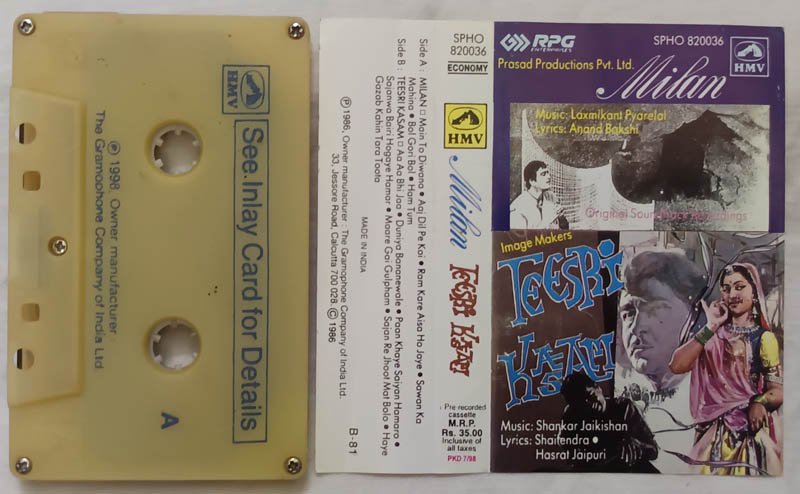 HMV
See Inlay Card for Details
A
℗ 1998, Owner manufacturer :
The Gramophone Company of India Ltd
SPHO
820036
ECONOMY
HMV
Milan
TEESRI KASAM
Pre recorded
cassette
M.R.P.
Rs. 35.00
Inclusive of
all taxes
PKD 7/98
Side A : MILAN □ Main To Diwana ● Aaj Dil Pe Koi ● Ram Kare Aisa Ho Jaye ● Sawan Ka
Mahina ● Bol Gori Bol ● Ham Tum
Side B : TEESRI KASAM □ Aa Aa Bhi Jaa ● Duniya Bananewale ● Paan Khaye Saiyan Hamaro ●
Sajanwa Bairi Hogaye Hamar ● Maare Gai Gulpham ● Sajan Re Jhoot Mat Bolo ● Haye
Gazab Kahin Tara Toota
MADE IN INDIA
℗ 1986, Owner manufacturer : The Gramophone Company of India Ltd.
33, Jessore Road, Calcutta 700 028. © 1986
B-81
RPG
ENTERPRISES
SPHO 820036
HMV
Prasad Productions Pvt. Ltd.
Milan
Music: Laxmikant Pyarelal
Lyrics: Anand Bakshi
Original Soundtrack Recordings
Image Makers
TEESRI
KASAM
Music: Shankar Jaikishan
Lyrics: Shailendra ●
Hasrat Jaipuri